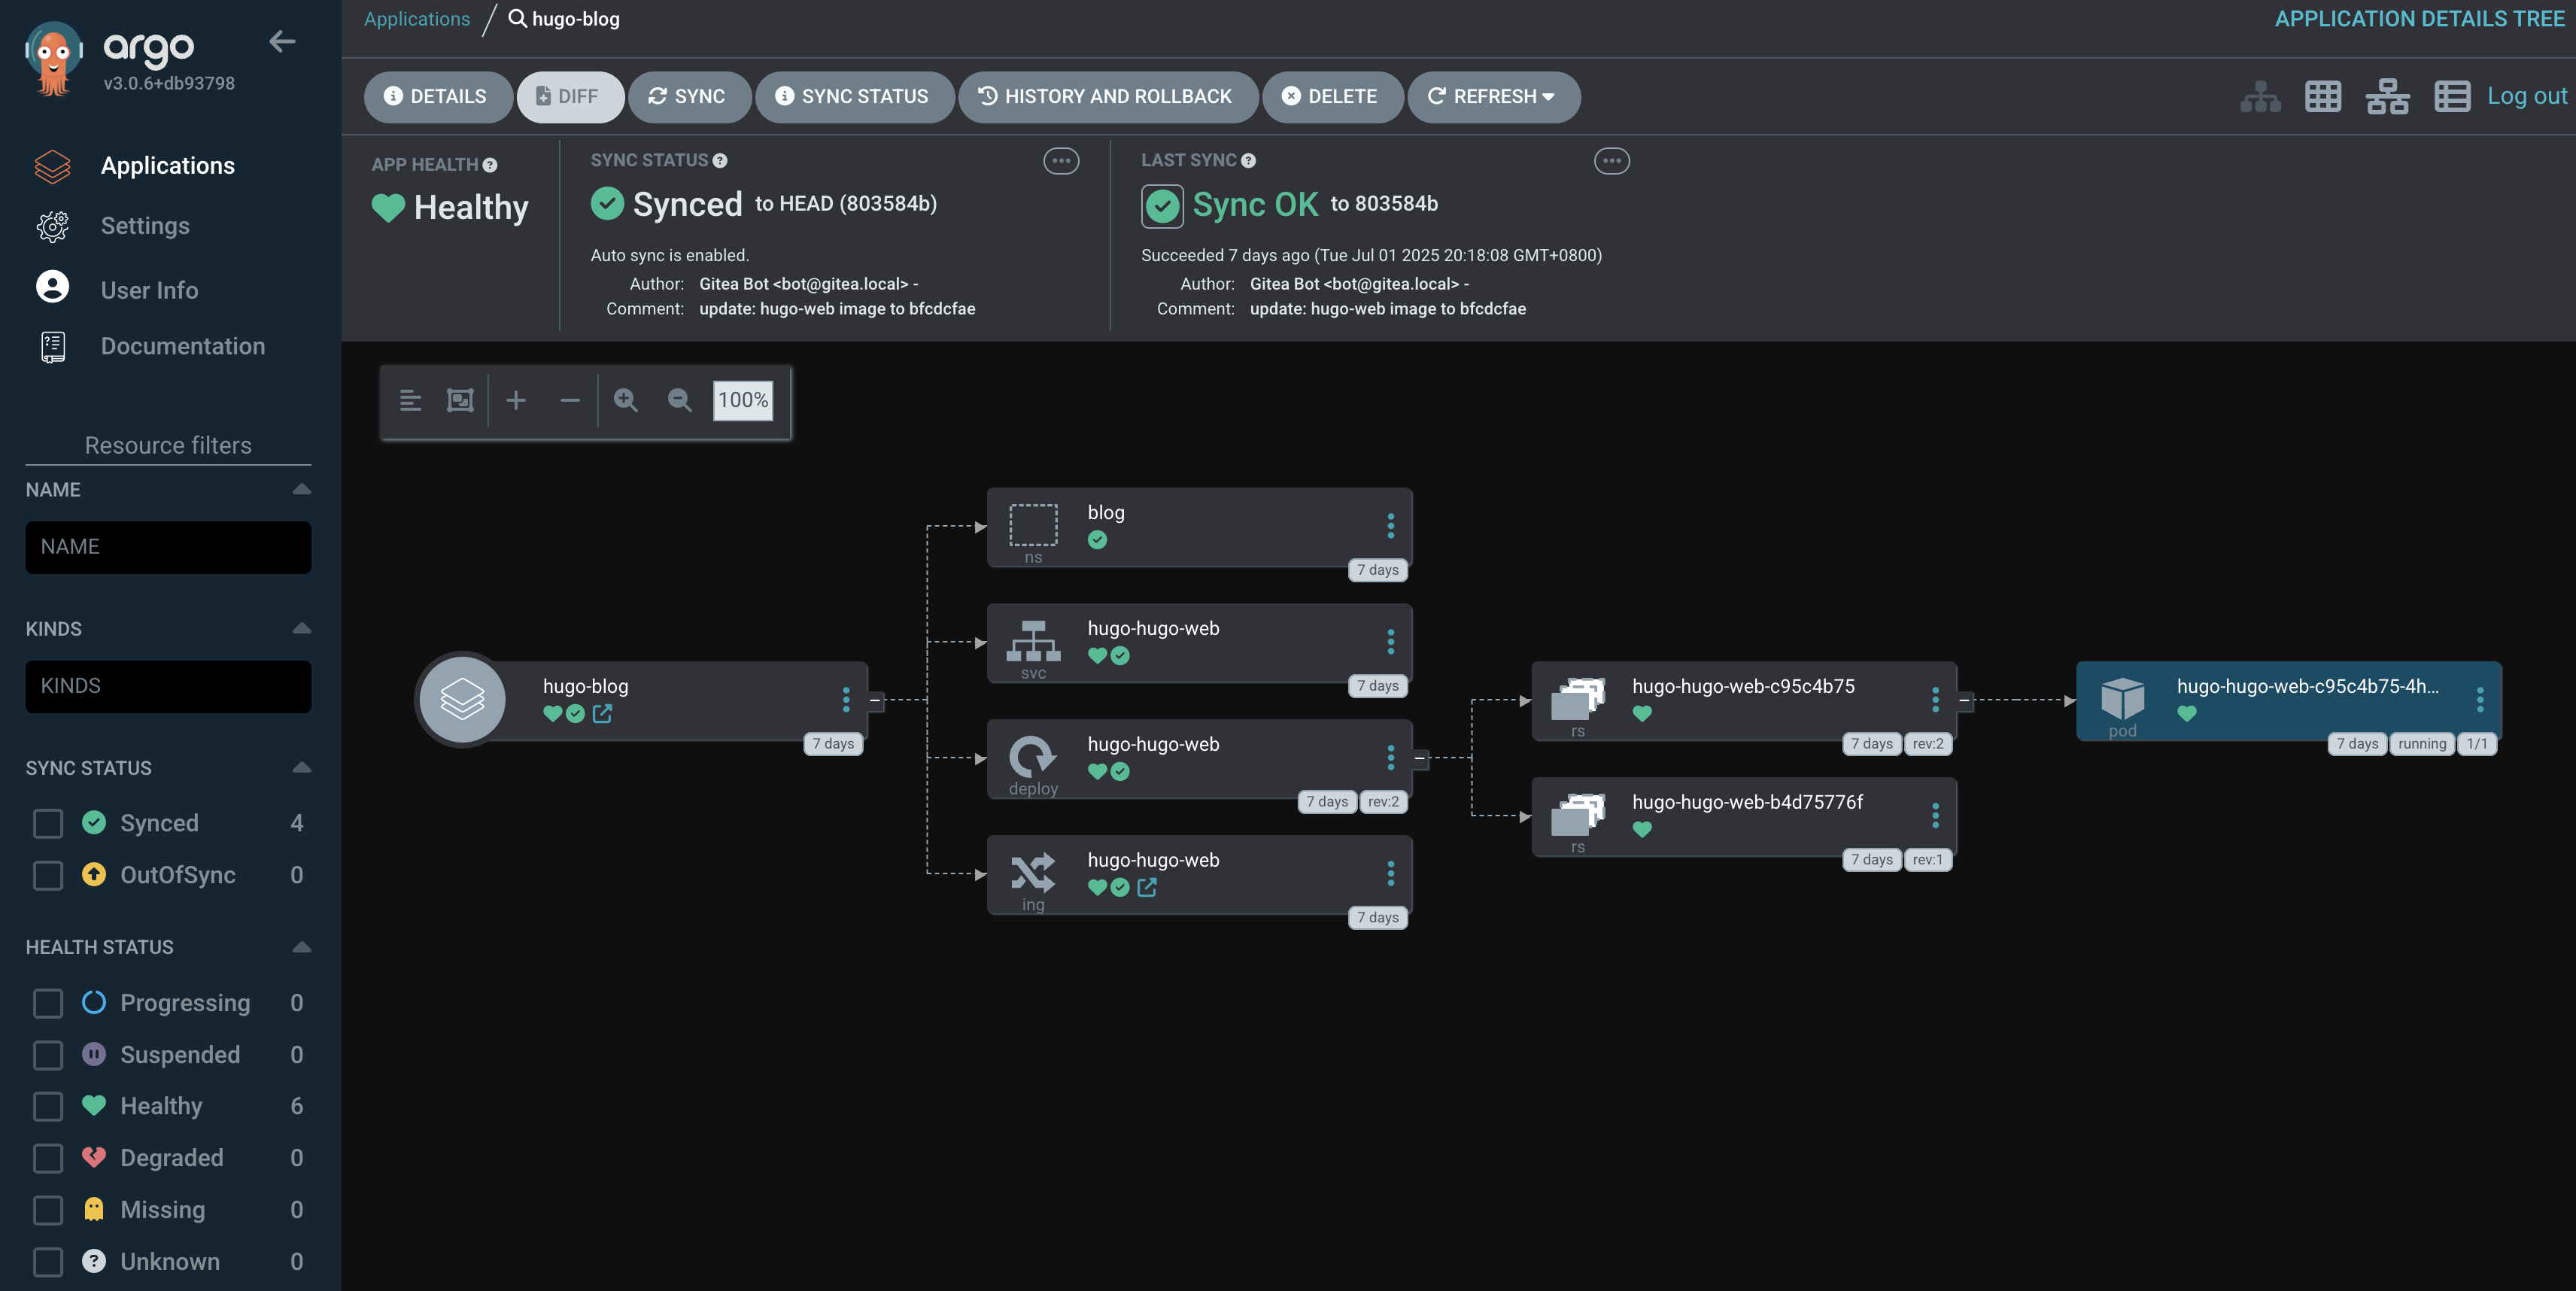 argo
v3.0.6+db93798
Applications
Settings
User Info
Documentation
Resource filters
NAME
NAME
KINDS
KINDS
SYNC STATUS
Synced 4
OutOfSync 0
HEALTH STATUS
Progressing 0
Suspended 0
Healthy 6
Degraded 0
Missing 0
Unknown 0
Applications / hugo-blog
APPLICATION DETAILS TREE
DETAILS DIFF SYNC SYNC STATUS HISTORY AND ROLLBACK DELETE REFRESH
Log out
APP HEALTH
Healthy
SYNC STATUS
Synced to HEAD (803584b)
Auto sync is enabled.
Author: Gitea Bot <bot@gitea.local> -
Comment: update: hugo-web image to bfcdcfae
LAST SYNC
Sync OK to 803584b
Succeeded 7 days ago (Tue Jul 01 2025 20:18:08 GMT+0800)
Author: Gitea Bot <bot@gitea.local> -
Comment: update: hugo-web image to bfcdcfae
100%
hugo-blog
7 days
blog
ns
7 days
hugo-hugo-web
svc
7 days
hugo-hugo-web
deploy
7 days rev:2
hugo-hugo-web
ing
7 days
hugo-hugo-web-c95c4b75
rs
7 days rev:2
hugo-hugo-web-b4d75776f
rs
7 days rev:1
hugo-hugo-web-c95c4b75-4h...
pod
7 days running 1/1